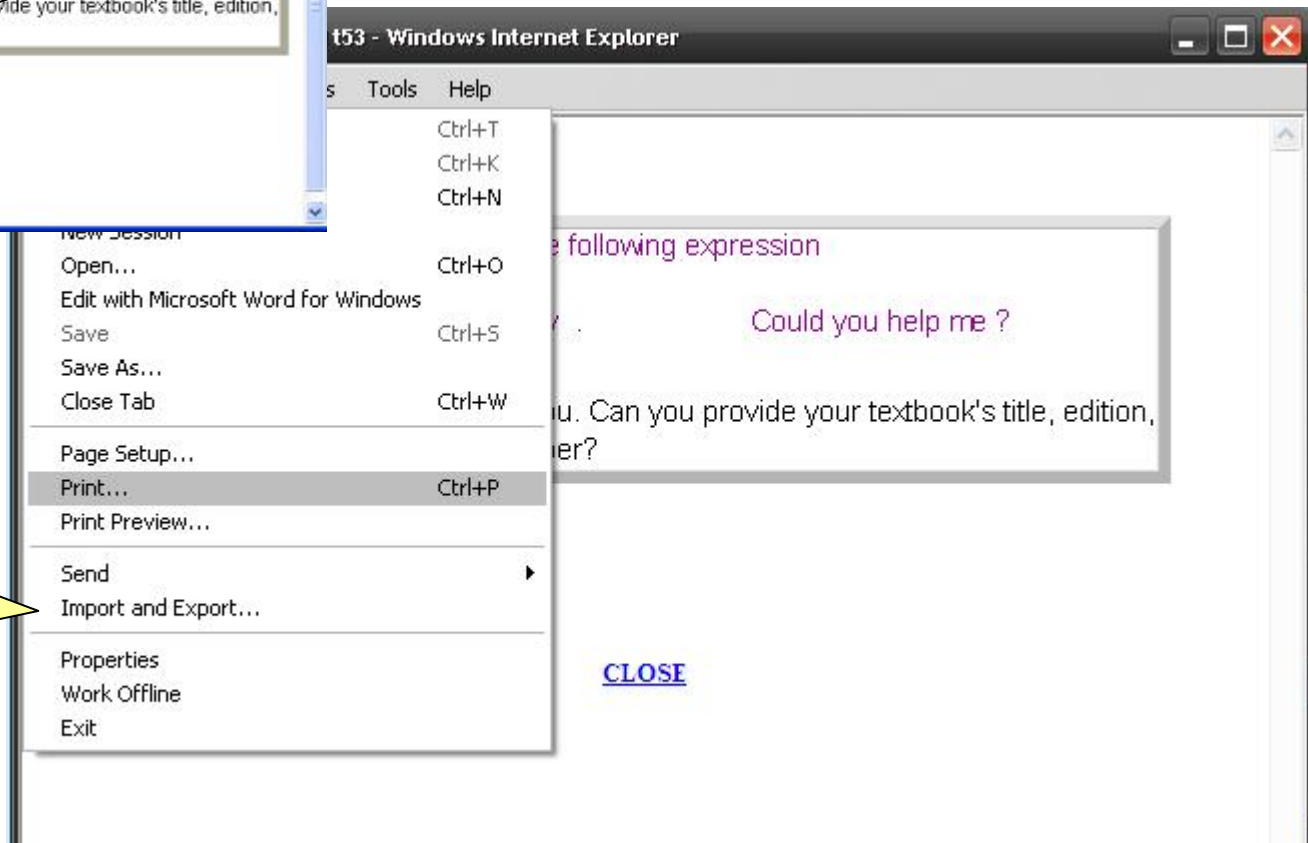 vide your textbook's title, edition,
t53 - Windows Internet Explorer
s Tools Help
Ctrl+T
Ctrl+K
Ctrl+N
New Session
Open... Ctrl+O
Edit with Microsoft Word for Windows
Save Ctrl+S
Save As...
Close Tab Ctrl+W
Page Setup...
Print... Ctrl+P
Print Preview...
Send
Import and Export...
Properties
Work Offline
Exit
e following expression
y . Could you help me ?
u. Can you provide your textbook's title, edition,
er?
CLOSE